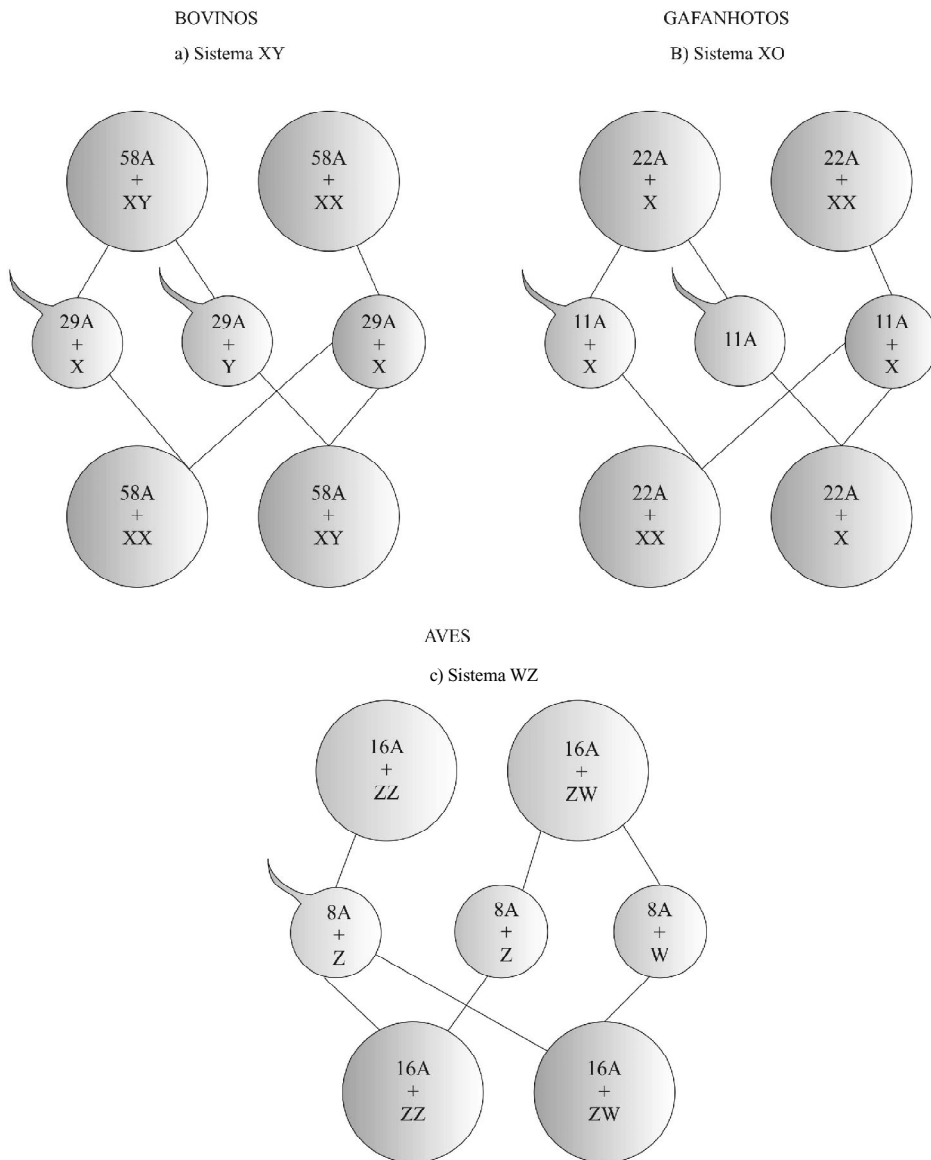 BOVINOS
a) Sistema XY
58A
+
XY
58A
+
XX
29A
+
X
29A
+
Y
29A
+
X
58A
+
XX
58A
+
XY
GAFANHOTOS
B) Sistema XO
22A
+
X
22A
+
XX
11A
+
X
11A
11A
+
X
22A
+
XX
22A
+
X
AVES
c) Sistema WZ
16A
+
ZZ
16A
+
ZW
8A
+
Z
8A
+
Z
8A
+
W
16A
+
ZZ
16A
+
ZW